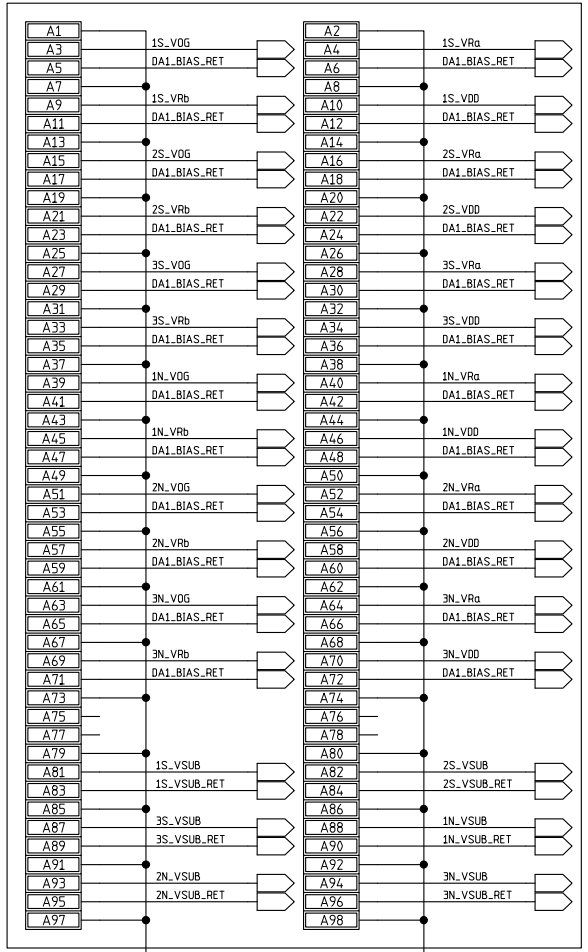 A1 A2
A3 1S_VOG A4 1S_VRa
A5 DA1_BIAS_RET A6 DA1_BIAS_RET
A7 A8
A9 1S_VRb A10 1S_VDD
A11 DA1_BIAS_RET A12 DA1_BIAS_RET
A13 A14
A15 2S_VOG A16 2S_VRa
A17 DA1_BIAS_RET A18 DA1_BIAS_RET
A19 A20
A21 2S_VRb A22 2S_VDD
A23 DA1_BIAS_RET A24 DA1_BIAS_RET
A25 A26
A27 3S_VOG A28 3S_VRa
A29 DA1_BIAS_RET A30 DA1_BIAS_RET
A31 A32
A33 3S_VRb A34 3S_VDD
A35 DA1_BIAS_RET A36 DA1_BIAS_RET
A37 A38
A39 1N_VOG A40 1N_VRa
A41 DA1_BIAS_RET A42 DA1_BIAS_RET
A43 A44
A45 1N_VRb A46 1N_VDD
A47 DA1_BIAS_RET A48 DA1_BIAS_RET
A49 A50
A51 2N_VOG A52 2N_VRa
A53 DA1_BIAS_RET A54 DA1_BIAS_RET
A55 A56
A57 2N_VRb A58 2N_VDD
A59 DA1_BIAS_RET A60 DA1_BIAS_RET
A61 A62
A63 3N_VOG A64 3N_VRa
A65 DA1_BIAS_RET A66 DA1_BIAS_RET
A67 A68
A69 3N_VRb A70 3N_VDD
A71 DA1_BIAS_RET A72 DA1_BIAS_RET
A73 A74
A75 A76
A77 A78
A79 A80
A81 1S_VSUB A82 2S_VSUB
A83 1S_VSUB_RET A84 2S_VSUB_RET
A85 A86
A87 3S_VSUB A88 1N_VSUB
A89 3S_VSUB_RET A90 1N_VSUB_RET
A91 A92
A93 2N_VSUB A94 3N_VSUB
A95 2N_VSUB_RET A96 3N_VSUB_RET
A97 A98